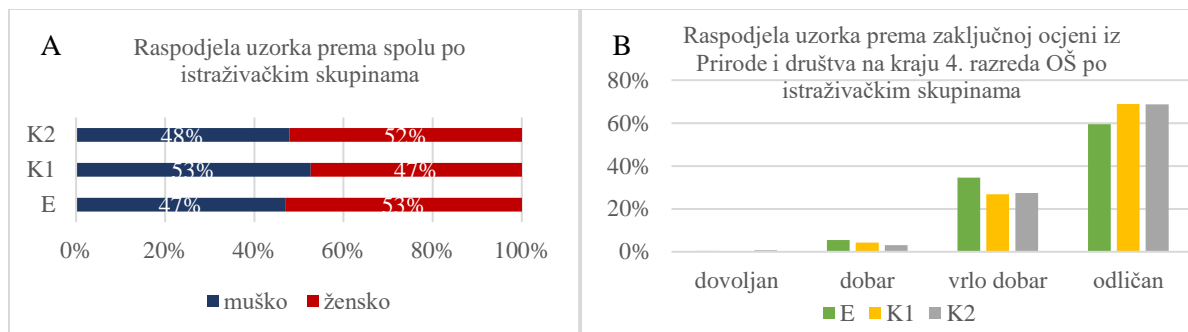 A
Raspodjela uzorka prema spolu po
istraživačkim skupinama
K2
48%
52%
K1
53%
47%
E
47%
53%
0%
20%
40%
60%
80%
100%
muško
žensko
B
Raspodjela uzorka prema zaključnoj ocjeni iz
Prirode i društva na kraju 4. razreda OŠ po
istraživačkim skupinama
80%
60%
40%
20%
0%
dovoljan
dobar
vrlo dobar
odličan
E
K1
K2